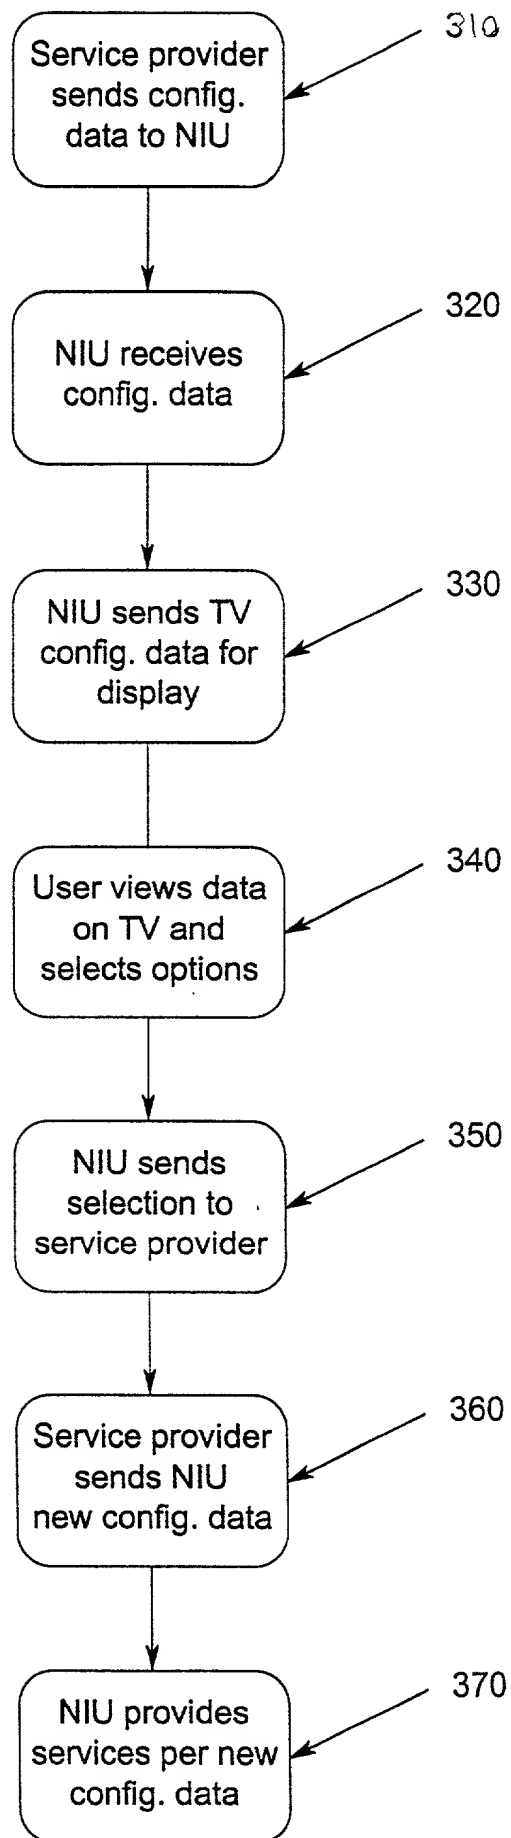 310
Service provider
sends config.
data to NIU
320
NIU receives
config. data
330
NIU sends TV
config. data for
display
340
User views data
on TV and
selects options
350
NIU sends
selection to
service provider
360
Service provider
sends NIU
new config. data
370
NIU provides
services per new
config. data